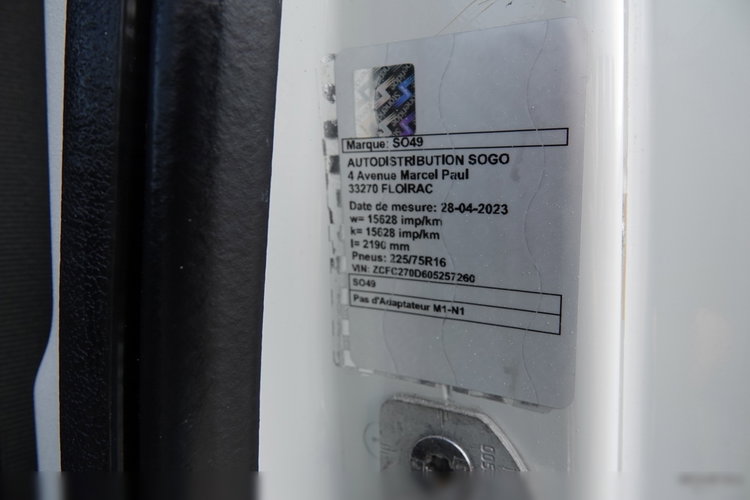 Marque: SO49
AUTODISTRIBUTION SOGO
4 Avenue Marcel Paul
33270 FLOIRAC
Date de mesure: 28-04-2023
w= 15628 imp/km
k= 15628 imp/km
l= 2190 mm
Pneus: 225/75R16
VIN: ZCFC270D605257260
SO49
Pas d'Adaptateur M1-N1